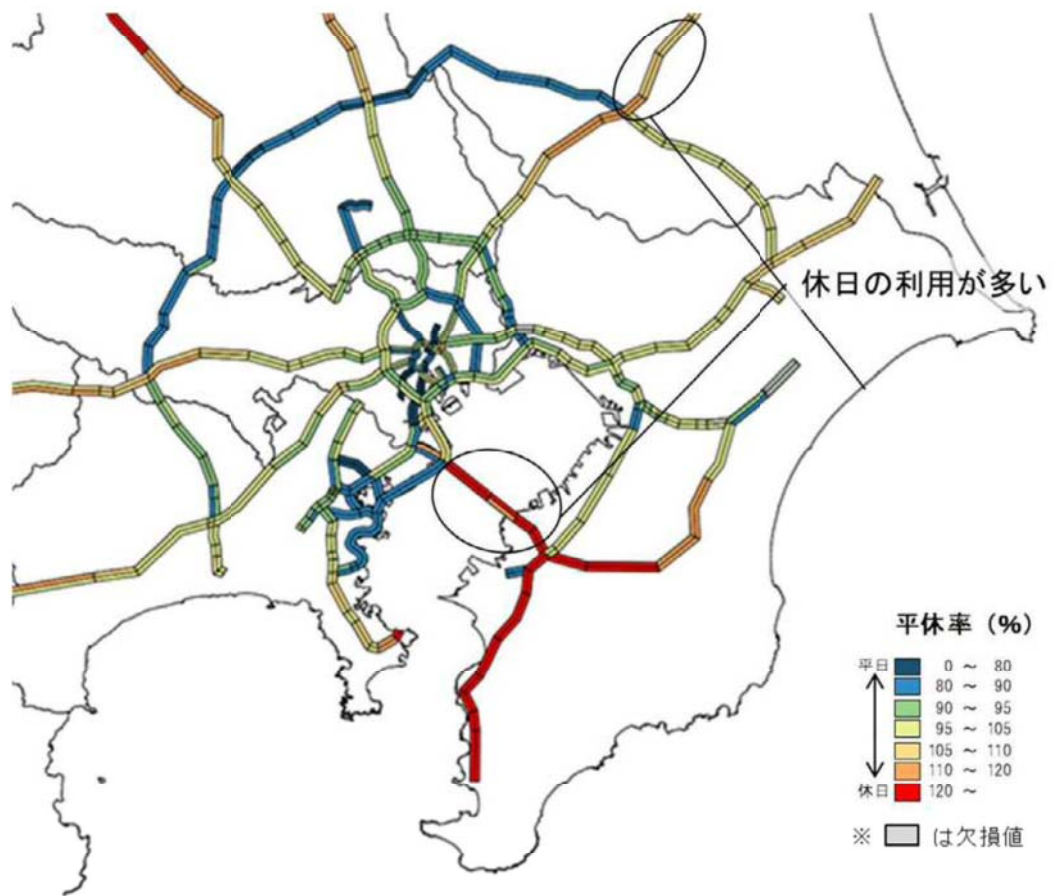 休日の利用が多い
平休率（%）
平日 0 ～ 80
80 ～ 90
90 ～ 95
95 ～ 105
105 ～ 110
110 ～ 120
休日 120 ～
※ は欠損値